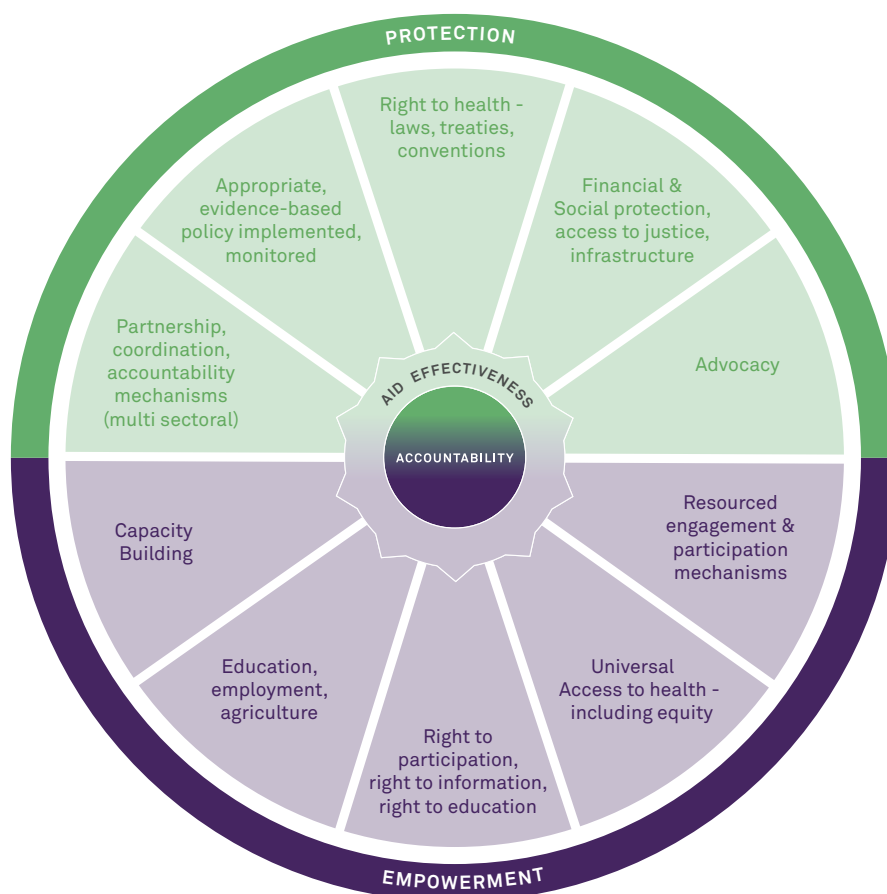 PROTECTION
Right to health -
laws, treaties,
conventions
Appropriate,
evidence-based
policy implemented,
monitored
Financial &
Social protection,
access to justice,
infrastructure
Partnership,
coordination,
accountability
mechanisms
(multi sectoral)
Advocacy
AID EFFECTIVENESS
ACCOUNTABILITY
Capacity
Building
Resourced
engagement &
participation
mechanisms
Education,
employment,
agriculture
Universal
Access to health -
including equity
Right to
participation,
right to information,
right to education
EMPOWERMENT